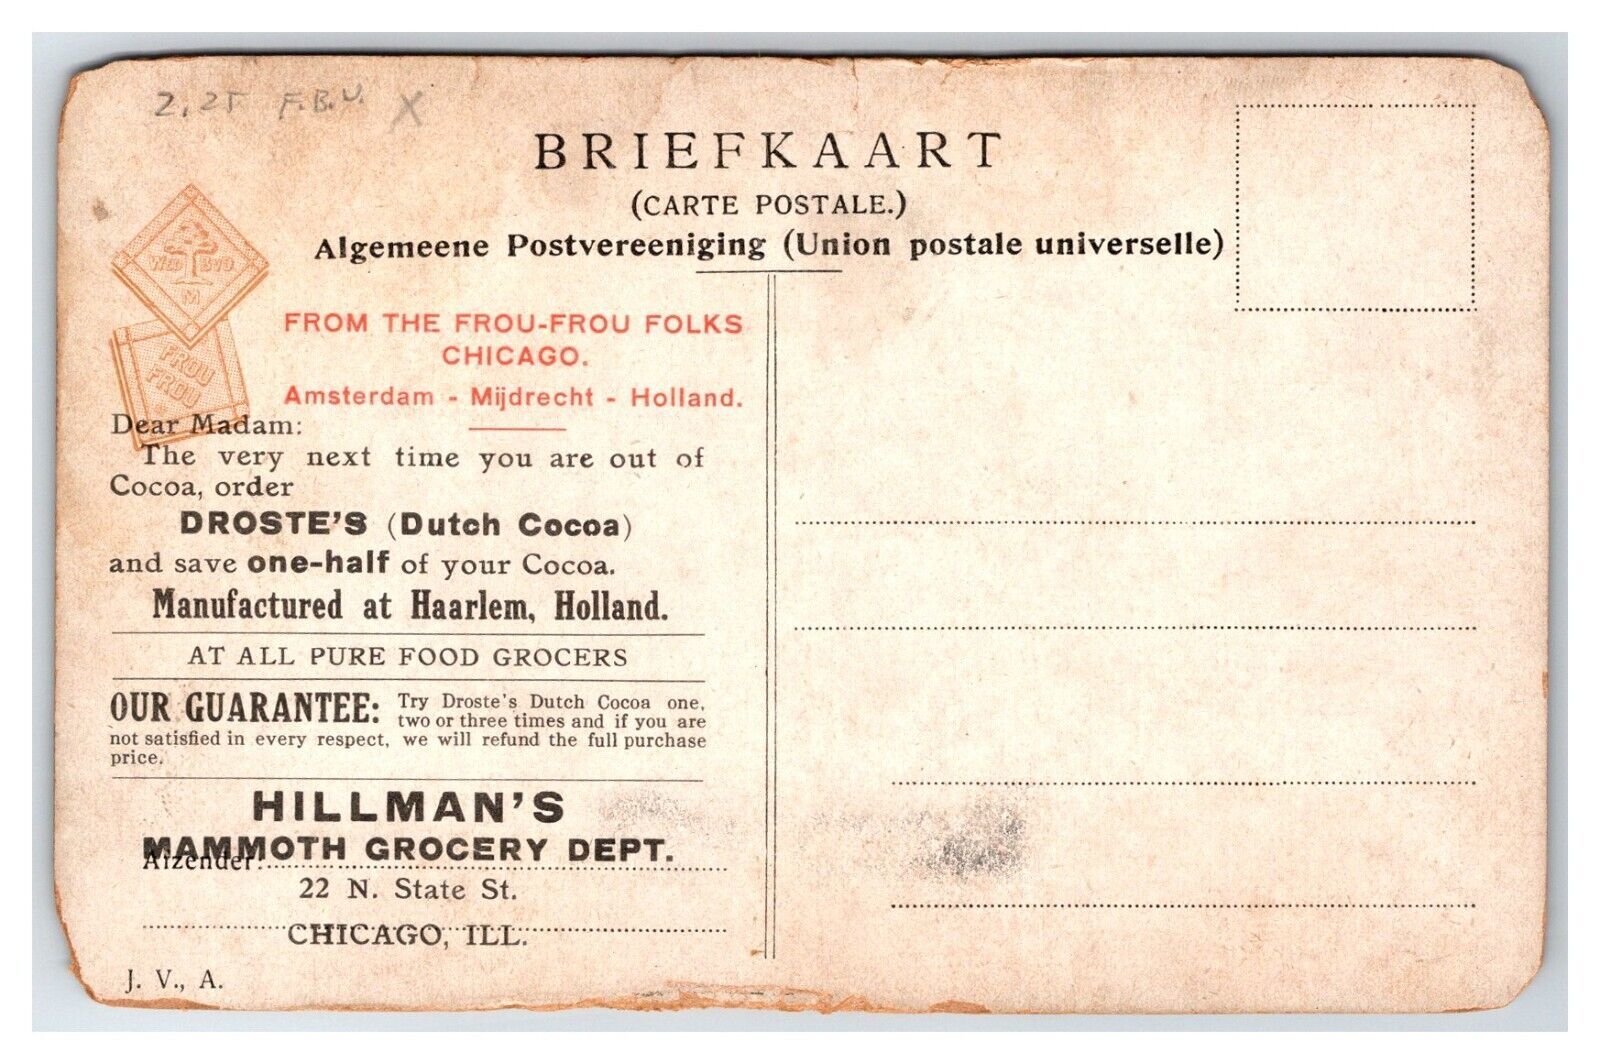 2.25 F.B.U. X
BRIEFKAART
(CARTE POSTALE.)
Algemeene Postvereeniging (Union postale universelle)
M
FROU
FROU
FROM THE FROU-FROU FOLKS
CHICAGO.
Amsterdam - Mijdrecht - Holland.
Dear Madam:
The very next time you are out of
Cocoa, order
DROSTE'S (Dutch Cocoa)
and save one-half of your Cocoa.
Manufactured at Haarlem, Holland.
AT ALL PURE FOOD GROCERS
OUR GUARANTEE: Try Droste's Dutch Cocoa one,
two or three times and if you are
not satisfied in every respect, we will refund the full purchase
price.
HILLMAN'S
MAMMOTH GROCERY DEPT.
Afzender:
22 N. State St.
CHICAGO, ILL.
J. V., A.